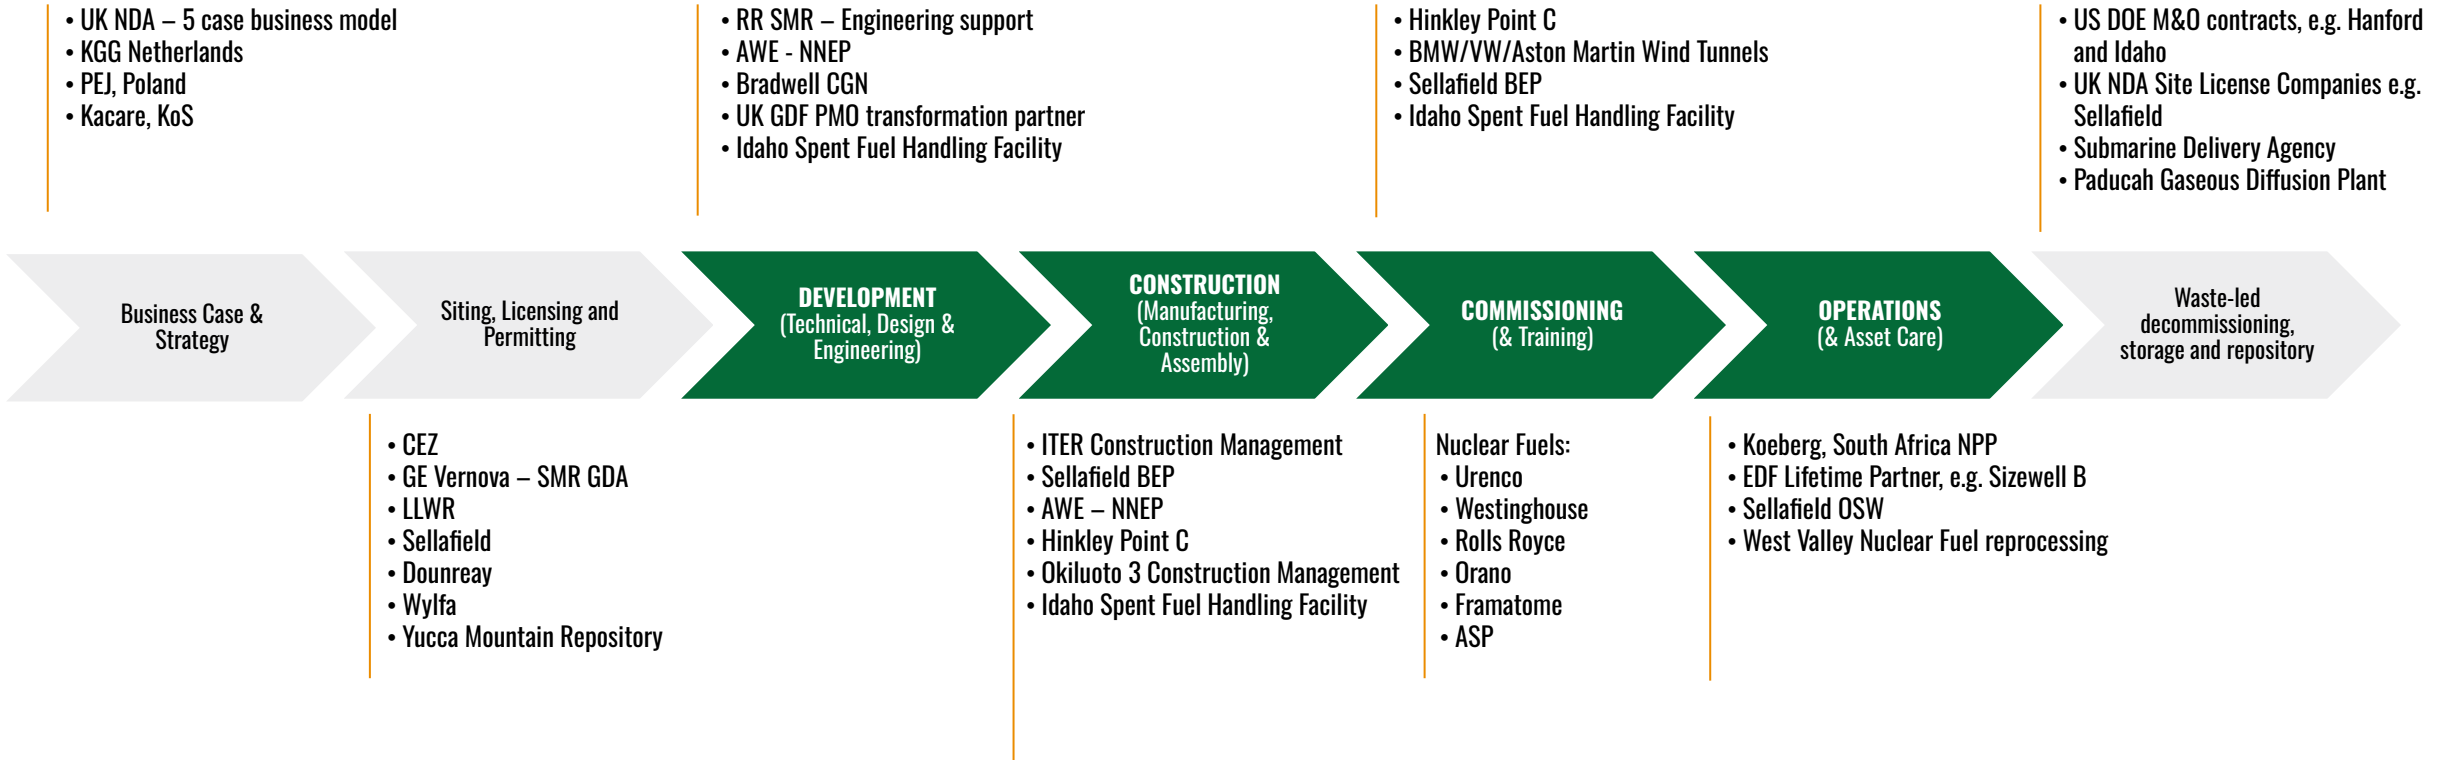 • UK NDA – 5 case business model
• KGG Netherlands
• PEJ, Poland
• Kacare, KoS
• RR SMR – Engineering support
• AWE - NNEP
• Bradwell CGN
• UK GDF PMO transformation partner
• Idaho Spent Fuel Handling Facility
• Hinkley Point C
• BMW/VW/Aston Martin Wind Tunnels
• Sellafield BEP
• Idaho Spent Fuel Handling Facility
• US DOE M&O contracts, e.g. Hanford
and Idaho
• UK NDA Site License Companies e.g.
Sellafield
• Submarine Delivery Agency
• Paducah Gaseous Diffusion Plant
Business Case &
Strategy
Siting, Licensing and
Permitting
DEVELOPMENT
(Technical, Design &
Engineering)
CONSTRUCTION
(Manufacturing,
Construction &
Assembly)
COMMISSIONING
(& Training)
OPERATIONS
(& Asset Care)
Waste-led
decommissioning,
storage and repository
• CEZ
• GE Vernova – SMR GDA
• LLWR
• Sellafield
• Dounreay
• Wylfa
• Yucca Mountain Repository
• ITER Construction Management
• Sellafield BEP
• AWE – NNEP
• Hinkley Point C
• Okiluoto 3 Construction Management
• Idaho Spent Fuel Handling Facility
Nuclear Fuels:
• Urenco
• Westinghouse
• Rolls Royce
• Orano
• Framatome
• ASP
• Koeberg, South Africa NPP
• EDF Lifetime Partner, e.g. Sizewell B
• Sellafield OSW
• West Valley Nuclear Fuel reprocessing